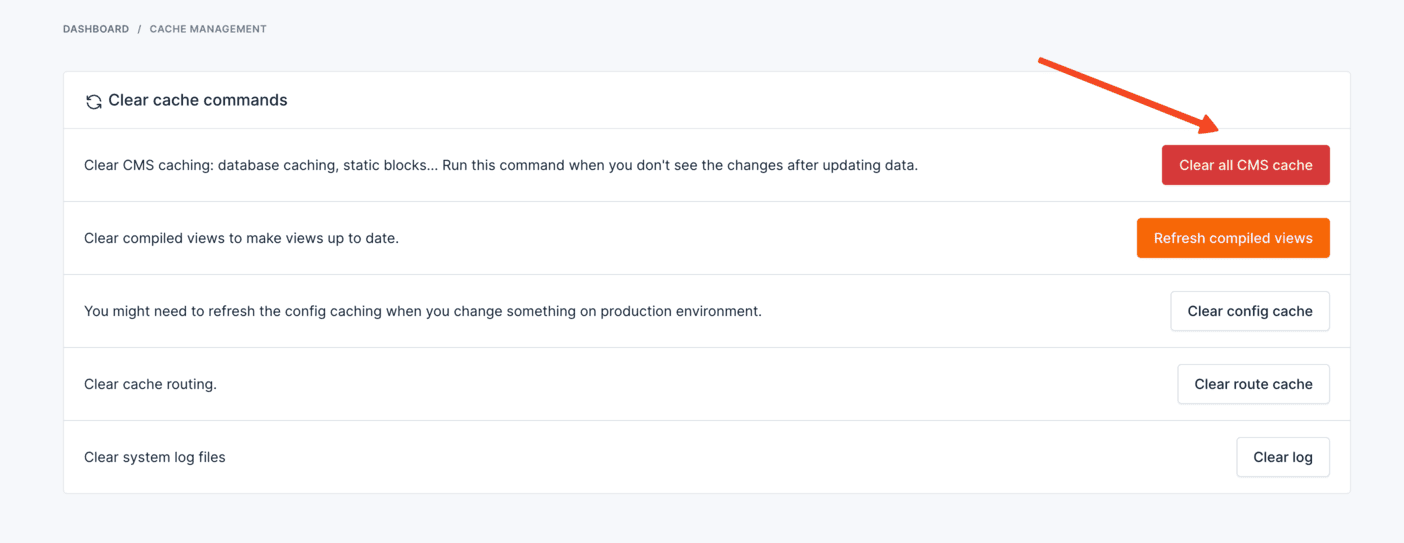 DASHBOARD / CACHE MANAGEMENT
Clear cache commands
Clear CMS caching: database caching, static blocks... Run this command when you don't see the changes after updating data.
Clear all CMS cache
Clear compiled views to make views up to date.
Refresh compiled views
You might need to refresh the config caching when you change something on production environment.
Clear config cache
Clear cache routing.
Clear route cache
Clear system log files
Clear log